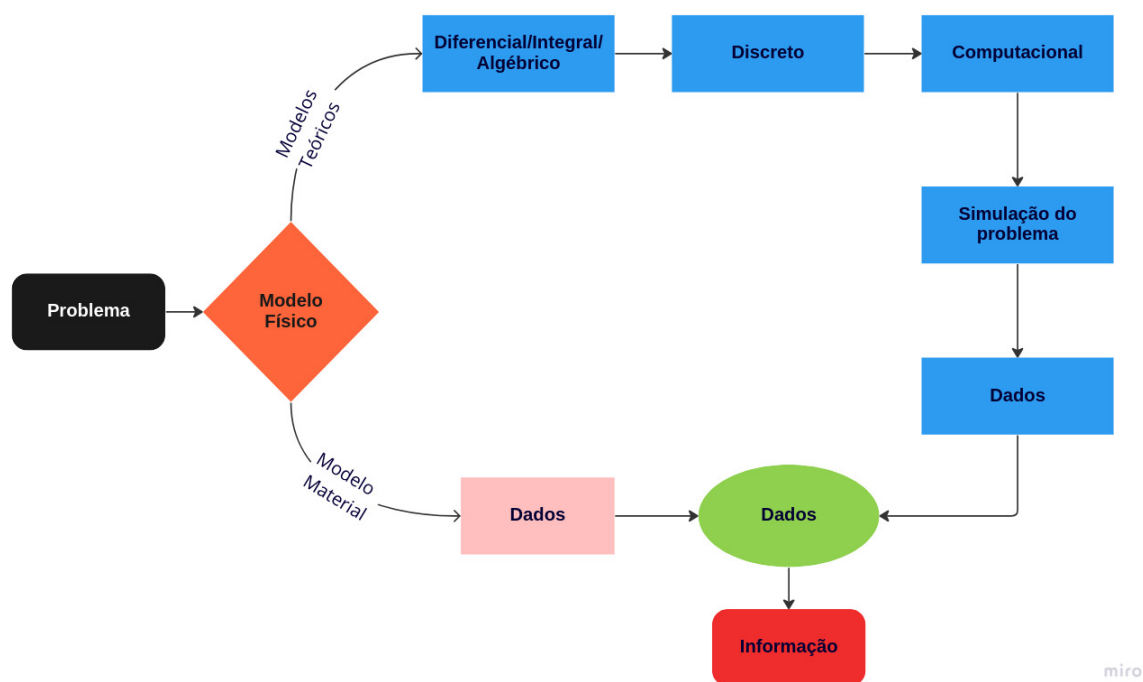 Diferencial/Integral/
Algébrico
Discreto
Computacional
Modelos
Teóricos
Simulação do
problema
Problema
Modelo
Físico
Dados
Modelo
Material
Dados
Dados
Informação
miro